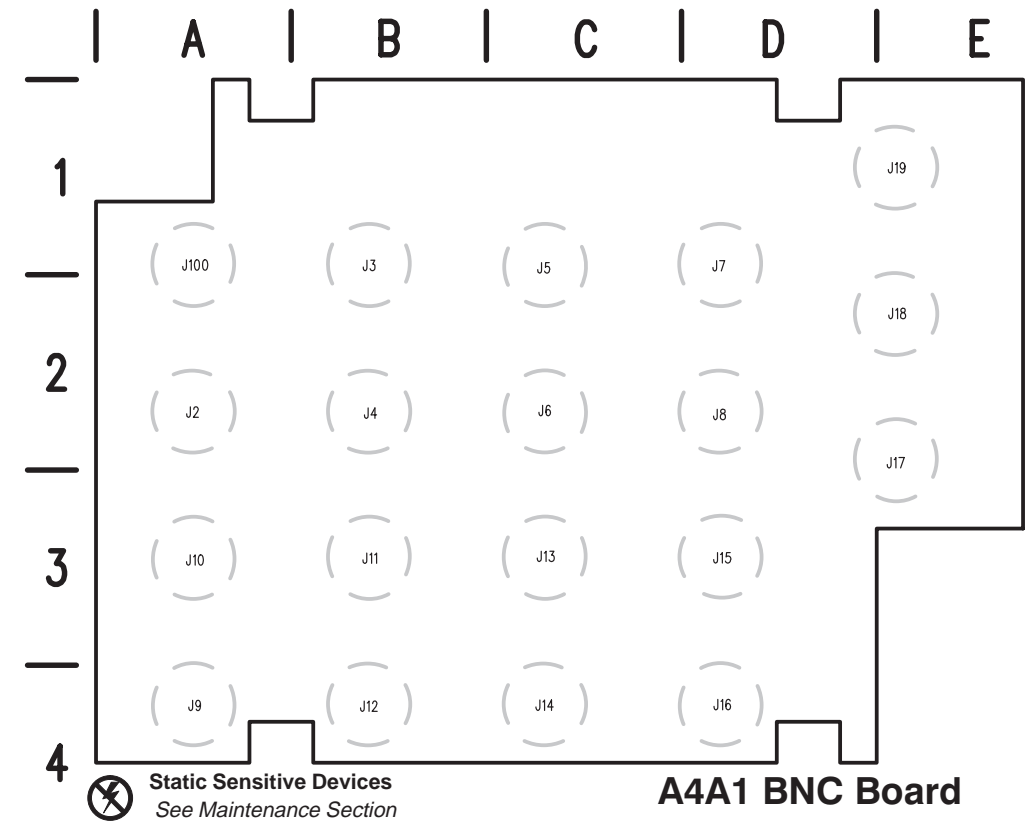 A B C D E
1
J19
J100 J3 J5 J7
J18
2
J2 J4 J6 J8
J17
3
J10 J11 J13 J15
J9 J12 J14 J16
4
Static Sensitive Devices
See Maintenance Section
A4A1 BNC Board